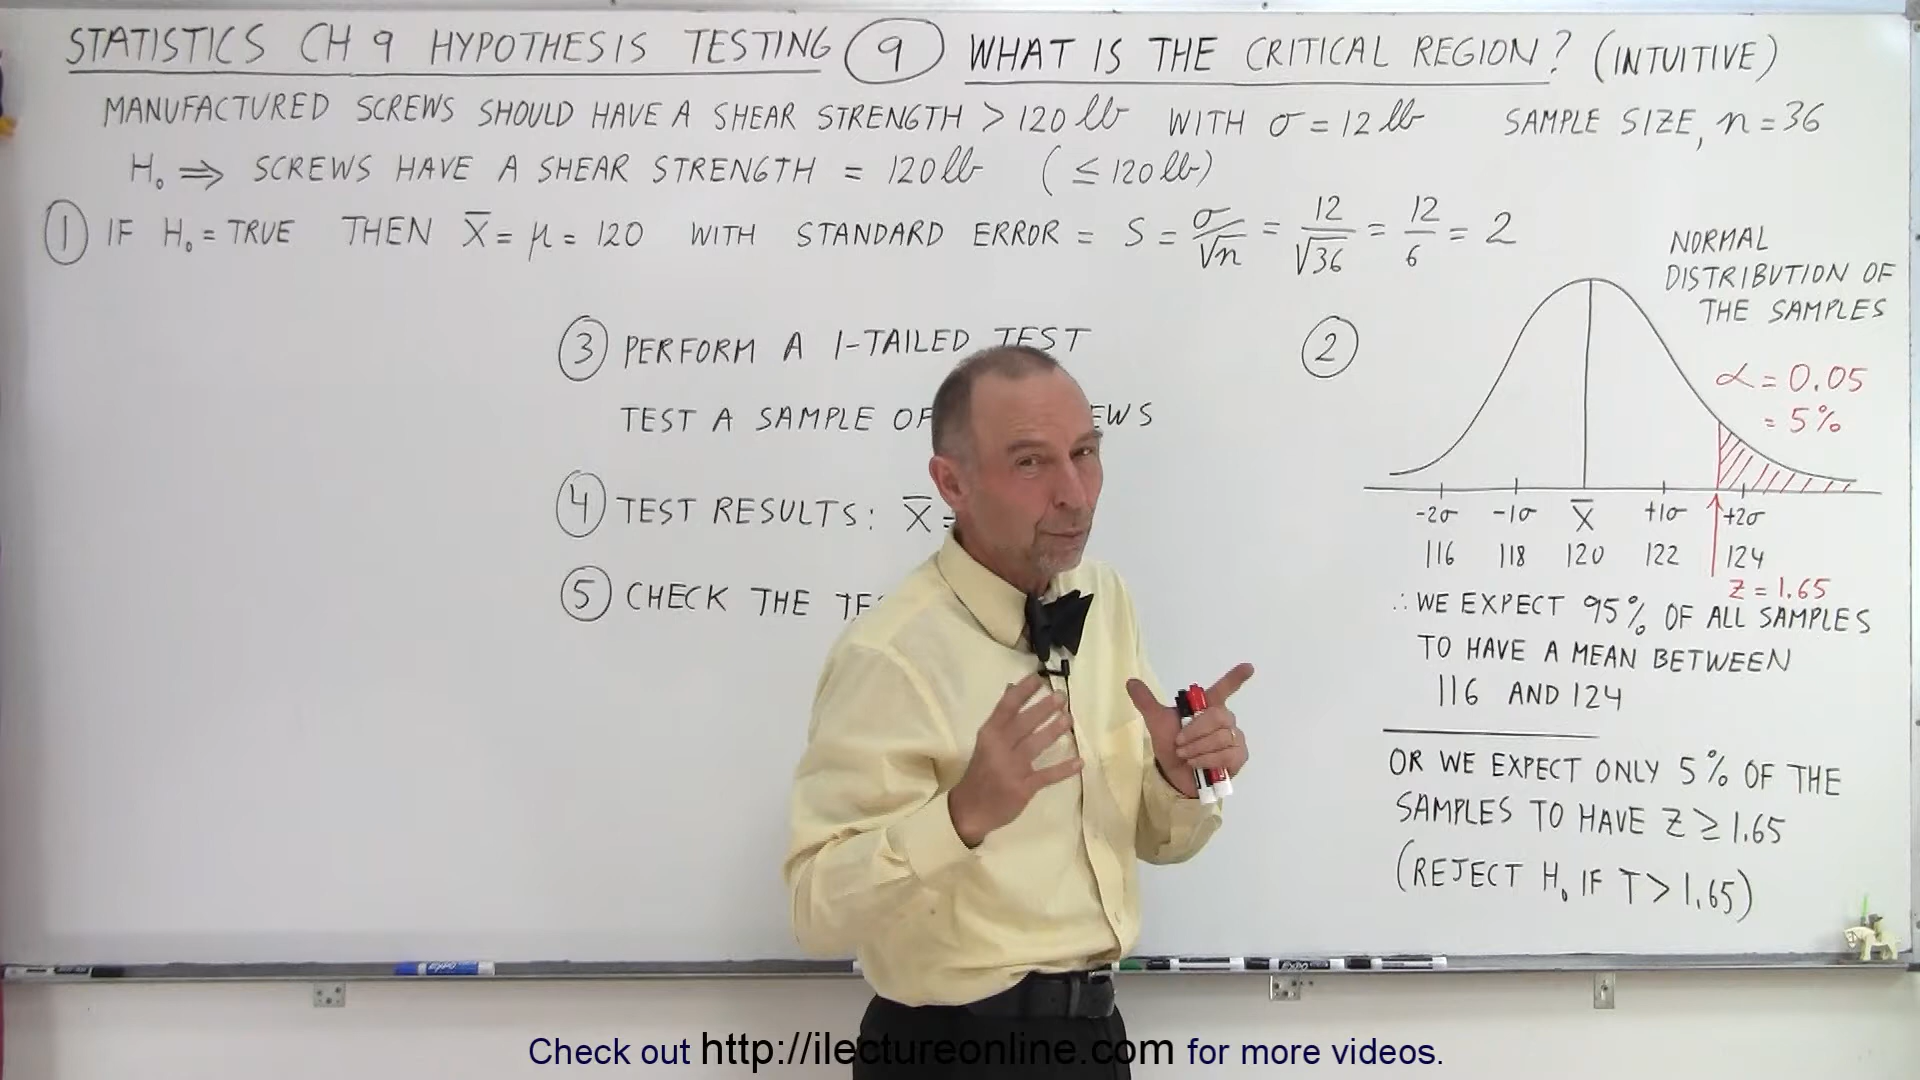 STATISTICS CH 9 HYPOTHESIS TESTING 9 WHAT IS THE CRITICAL REGION? (INTUITIVE)
MANUFACTURED SCREWS SHOULD HAVE A SHEAR STRENGTH > 120 lb WITH σ = 12 lb SAMPLE SIZE, n = 36
H₀ ⇒ SCREWS HAVE A SHEAR STRENGTH = 120 lb (≤ 120 lb)
1 IF H₀ = TRUE THEN x̄ = μ = 120 WITH STANDARD ERROR = S = σ/√n = 12/√36 = 12/6 = 2
NORMAL
DISTRIBUTION OF
THE SAMPLES
3 PERFORM A 1-TAILED TEST
TEST A SAMPLE OF
4 TEST RESULTS: x̄ =
5 CHECK THE
2
α = 0.05
= 5%
-2σ -1σ x̄ +1σ +2σ
116 118 120 122 124
Z = 1.65
∴ WE EXPECT 95% OF ALL SAMPLES
TO HAVE A MEAN BETWEEN
116 AND 124
OR WE EXPECT ONLY 5% OF THE
SAMPLES TO HAVE Z ≥ 1.65
(REJECT H₀ IF T > 1.65)
Check out http://ilectureonline.com for more videos.